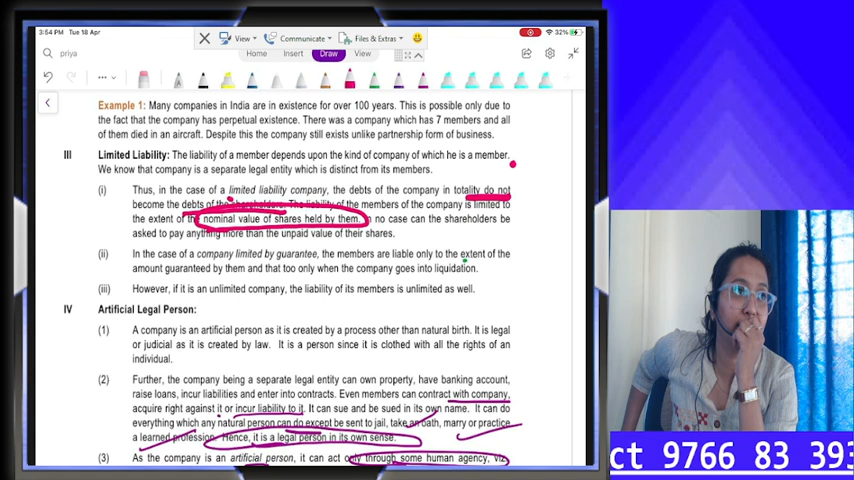 3:54 PM Tue 18 Apr
32%
View
Communicate
Files & Extras
priya
Home Insert Draw View
Example 1: Many companies in India are in existence for over 100 years. This is possible only due to
the fact that the company has perpetual existence. There was a company which has 7 members and all
of them died in an aircraft. Despite this the company still exists unlike partnership form of business.
III Limited Liability: The liability of a member depends upon the kind of company of which he is a member.
We know that company is a separate legal entity which is distinct from its members.
(i) Thus, in the case of a limited liability company, the debts of the company in totality do not
become the debts of the shareholders. The liability of the members of the company is limited to
the extent of the nominal value of shares held by them. In no case can the shareholders be
asked to pay anything more than the unpaid value of their shares.
(ii) In the case of a company limited by guarantee, the members are liable only to the extent of the
amount guaranteed by them and that too only when the company goes into liquidation.
(iii) However, if it is an unlimited company, the liability of its members is unlimited as well.
IV Artificial Legal Person:
(1) A company is an artificial person as it is created by a process other than natural birth. It is legal
or judicial as it is created by law. It is a person since it is clothed with all the rights of an
individual.
(2) Further, the company being a separate legal entity can own property, have banking account,
raise loans, incur liabilities and enter into contracts. Even members can contract with company,
acquire right against it or incur liability to it. It can sue and be sued in its own name. It can do
everything which any natural person can do except be sent to jail, take an oath, marry or practice
a learned profession. Hence, it is a legal person in its own sense.
(3) As the company is an artificial person, it can act only through some human agency, viz
ct 9766 83 393